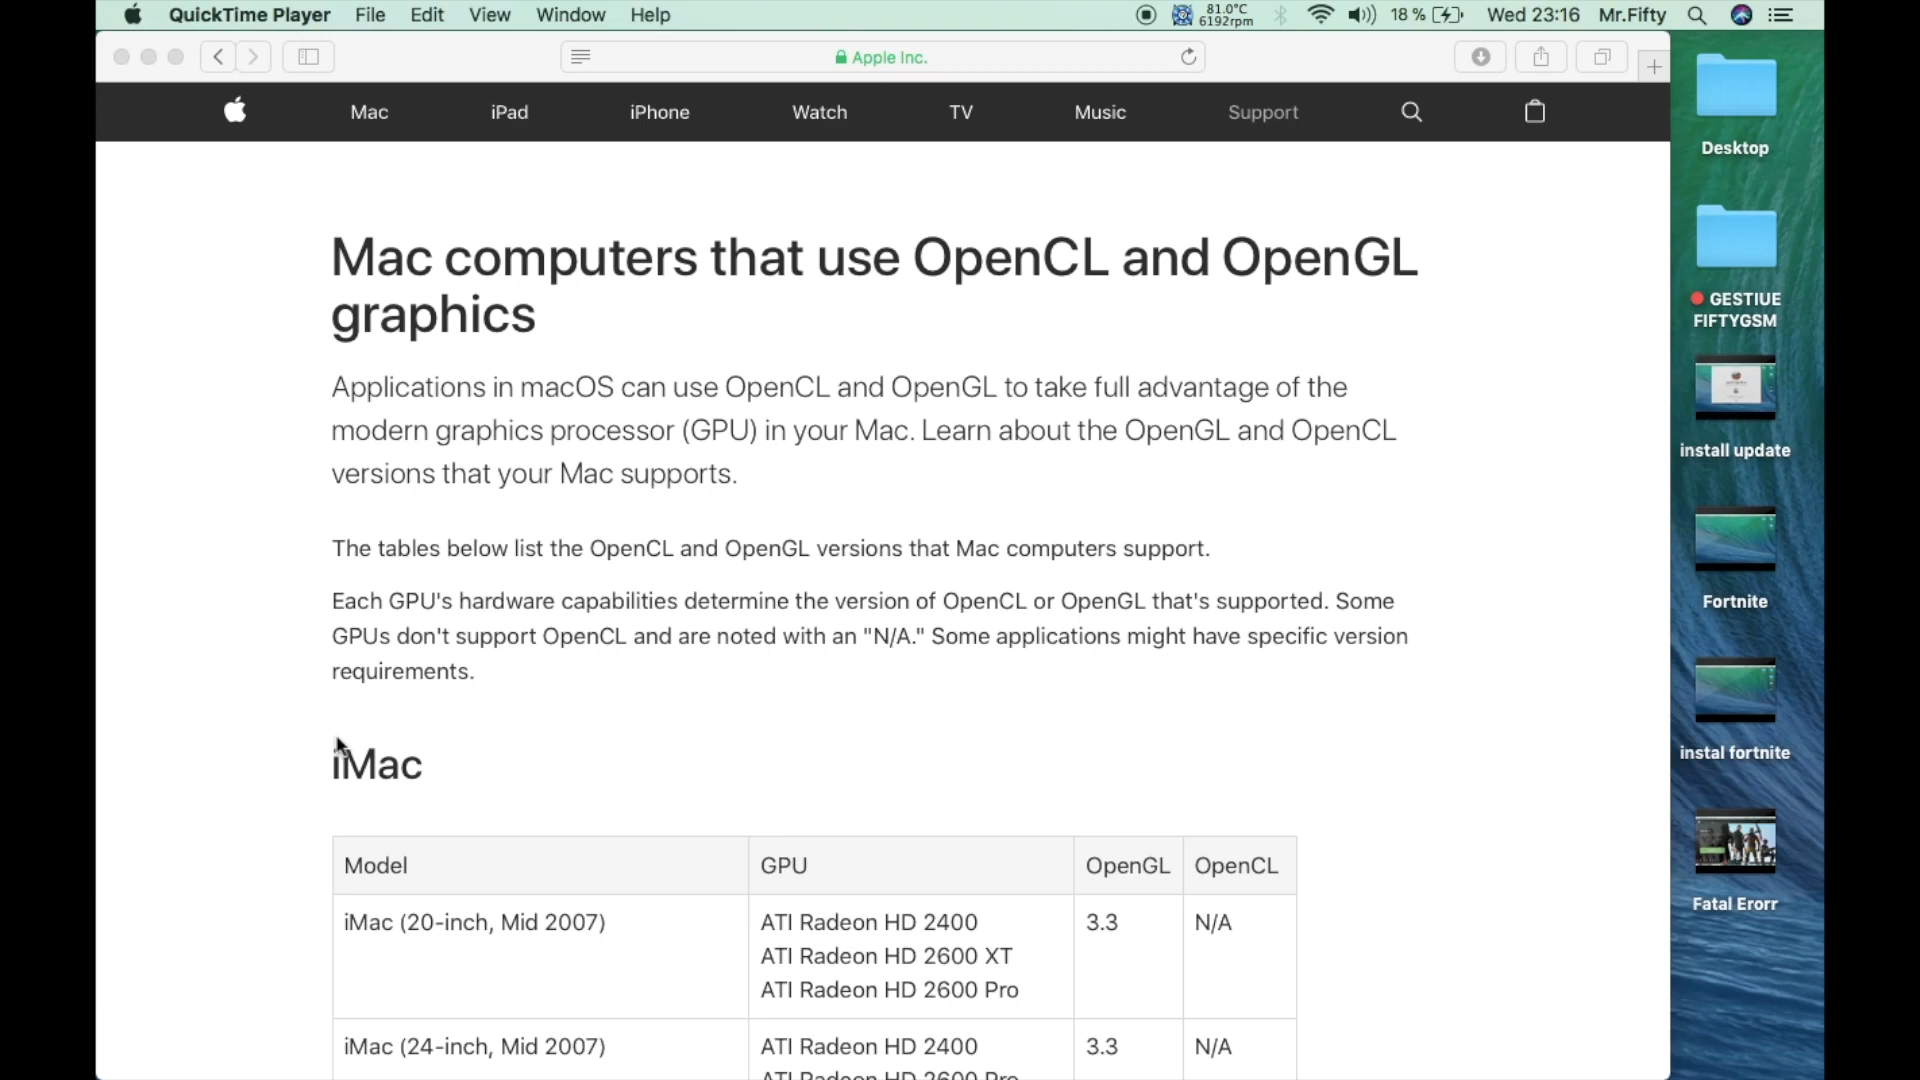 QuickTime Player File Edit View Window Help 81.0°C 6192rpm 18 % Wed 23:16 Mr.Fifty
Apple Inc.
Mac iPad iPhone Watch TV Music Support
Mac computers that use OpenCL and OpenGL
graphics
Applications in macOS can use OpenCL and OpenGL to take full advantage of the
modern graphics processor (GPU) in your Mac. Learn about the OpenGL and OpenCL
versions that your Mac supports.
The tables below list the OpenCL and OpenGL versions that Mac computers support.
Each GPU's hardware capabilities determine the version of OpenCL or OpenGL that's supported. Some
GPUs don't support OpenCL and are noted with an "N/A." Some applications might have specific version
requirements.
iMac
Model GPU OpenGL OpenCL
iMac (20-inch, Mid 2007) ATI Radeon HD 2400 3.3 N/A
ATI Radeon HD 2600 XT
ATI Radeon HD 2600 Pro
iMac (24-inch, Mid 2007) ATI Radeon HD 2400 3.3 N/A
ATI Radeon HD 2600 Pro
Desktop
GESTIUE
FIFTYGSM
install update
Fortnite
instal fortnite
Fatal Erorr